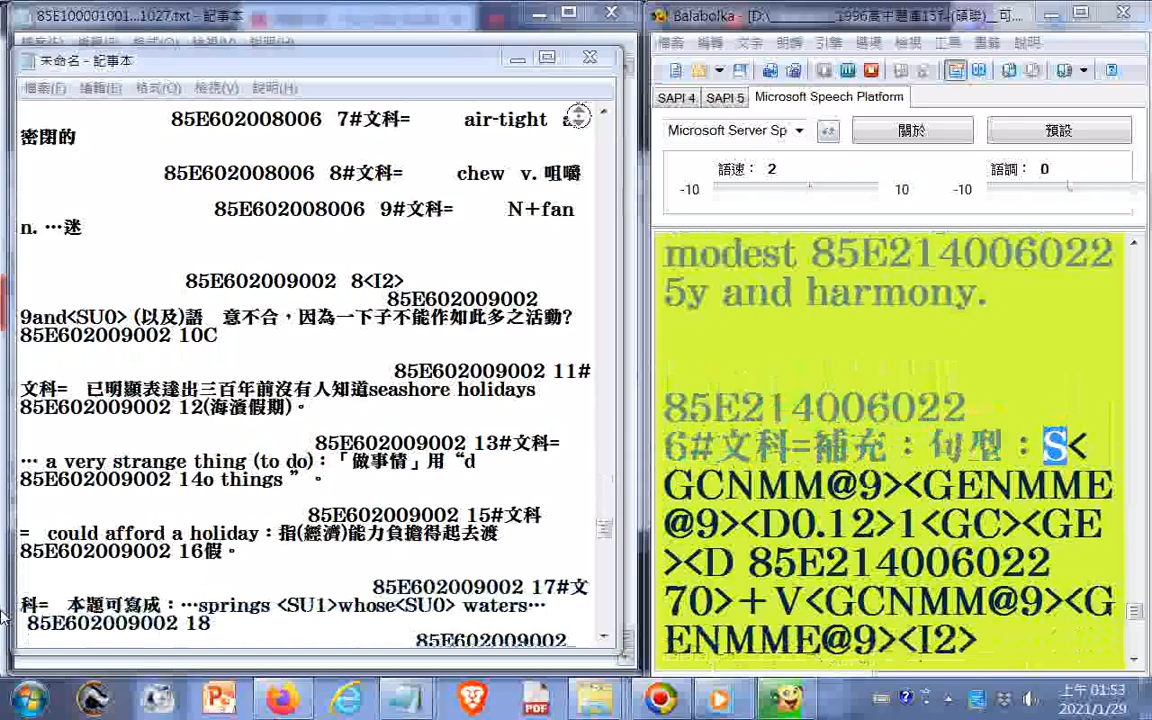 85E100001001...1027.txt - 記事本
未命名 - 記事本
檔案(F) 編輯(E) 格式(O) 檢視(V) 說明(H)
85E602008006 7#文科= air-tight
密閉的
85E602008006 8#文科= chew v. 咀嚼
85E602008006 9#文科= N＋fan
n. …迷
85E602009002 8<I2>
85E602009002
9and<SU0> (以及)語 意不合，因為一下子不能作如此多之活動?
85E602009002 10C
85E602009002 11#
文科= 已明顯表達出三百年前沒有人知道seashore holidays
85E602009002 12(海濱假期)。
85E602009002 13#文科=
… a very strange thing (to do)：「做事情」用 “d
85E602009002 14o things ” 。
85E602009002 15#文科
= could afford a holiday：指(經濟)能力負擔得起去渡
85E602009002 16假。
85E602009002 17#文
科= 本題可寫成：…springs <SU1>whose<SU0> waters…
85E602009002 18
85E602009002
Balabolka - [D:\ 1996高中題庫15科(碩聯)__可...
檔案 編輯 文字 朗讀 引擎 選項 檢視 工具 書籤 說明
SAPI 4 SAPI 5 Microsoft Speech Platform
Microsoft Server Sp 關於 預設
語速： 2 語調： 0
-10 10 -10
modest 85E214006022
5y and harmony.
85E214006022
6#文科=補充：句型：S<
GCNMM@9><GENMME
@9><D0.12>1<GC><GE
><D 85E214006022
70>＋V<GCNMM@9><G
ENMME@9><I2>
PDF
上午 01:53
2021/1/29